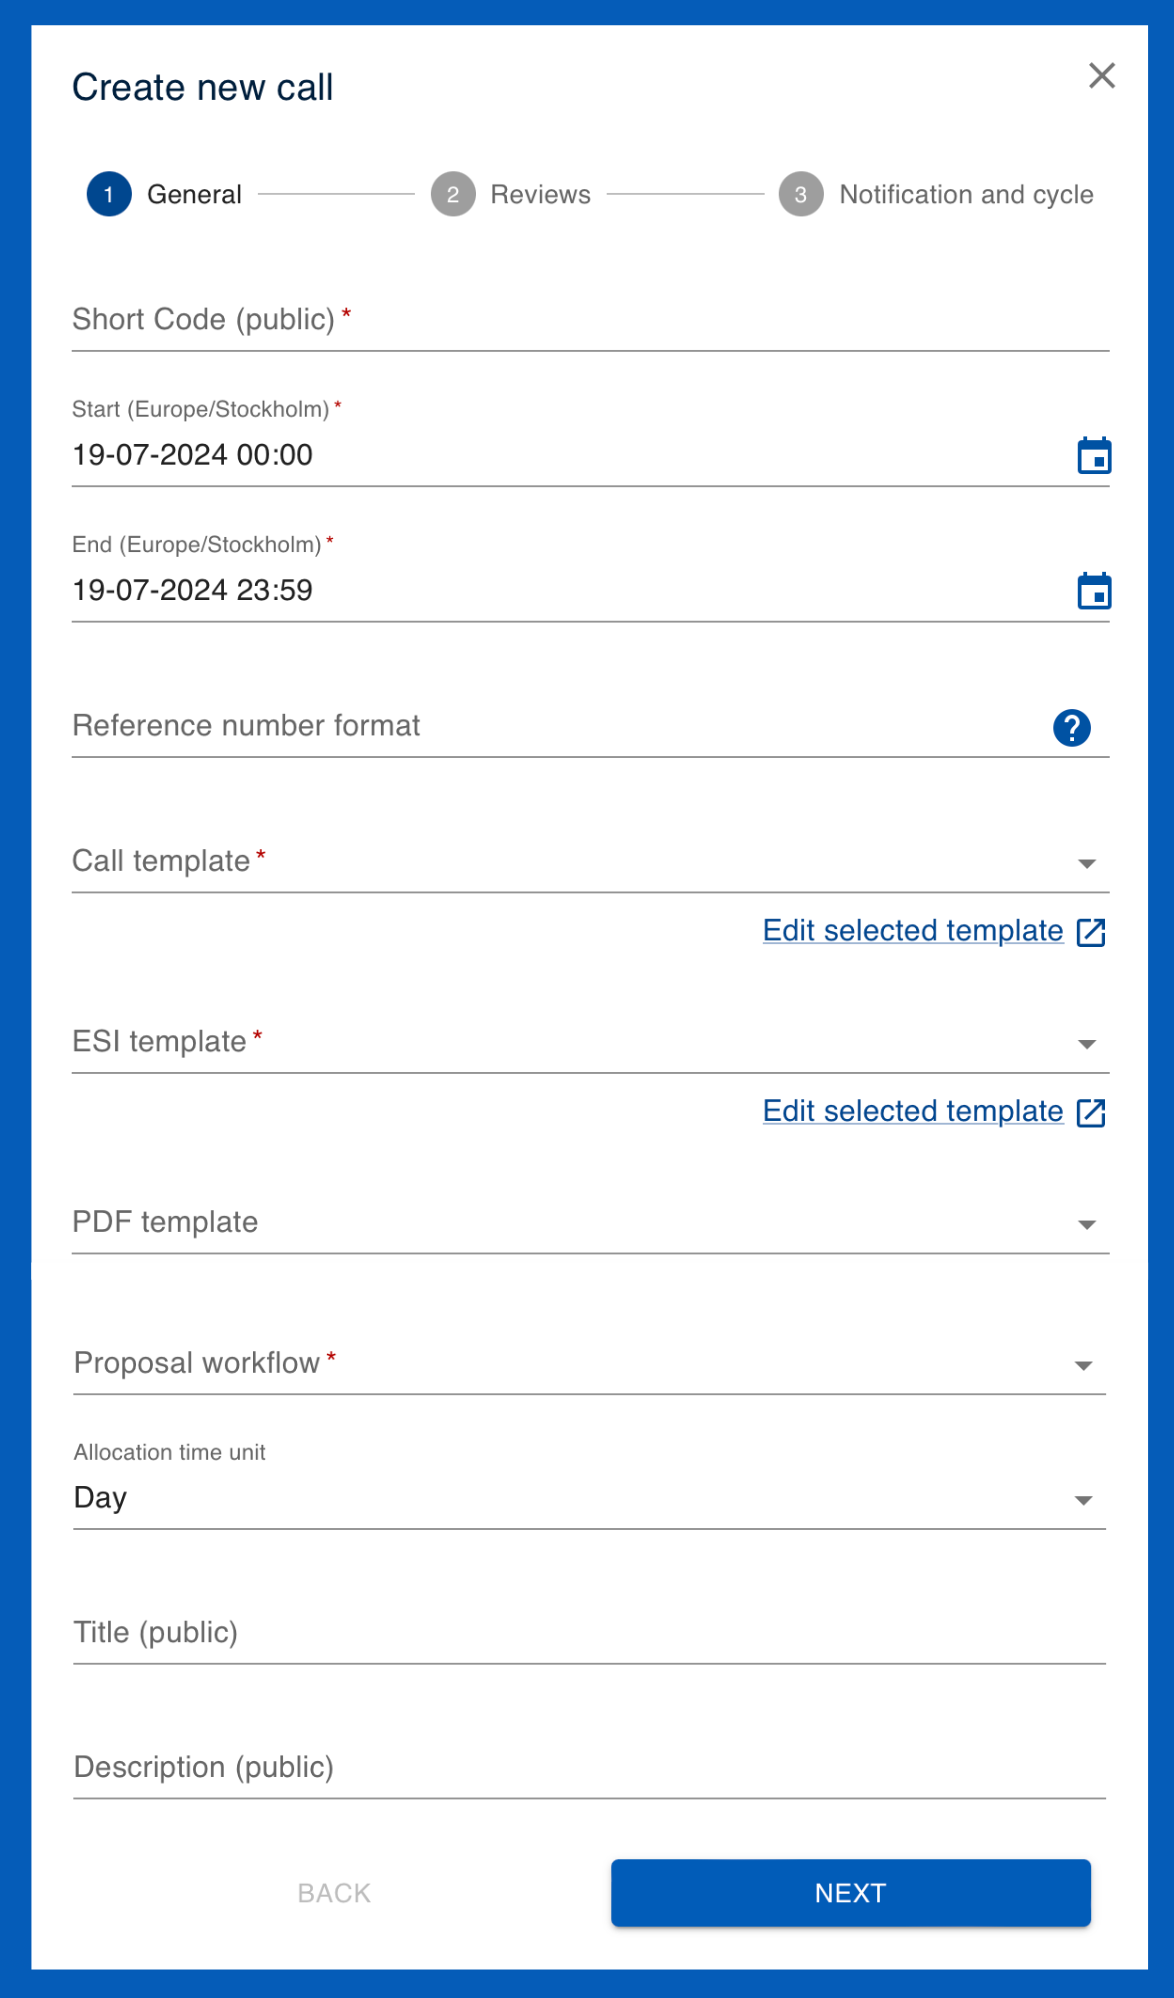 Create new call
1 General 2 Reviews 3 Notification and cycle
Short Code (public) *
Start (Europe/Stockholm) *
19-07-2024 00:00
End (Europe/Stockholm) *
19-07-2024 23:59
Reference number format ?
Call template *
Edit selected template
ESI template *
Edit selected template
PDF template
Proposal workflow *
Allocation time unit
Day
Title (public)
Description (public)
BACK NEXT